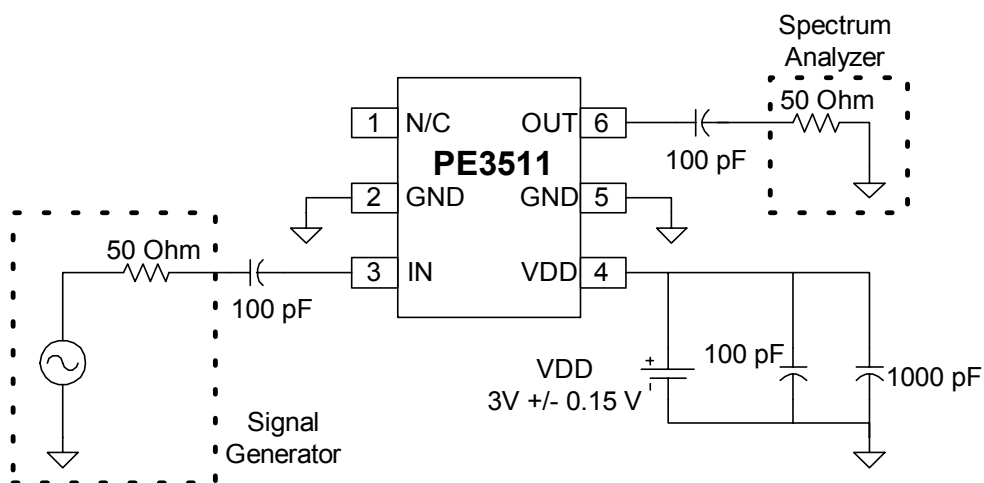 Spectrum
Analyzer
50 Ohm
1 N/C OUT 6
100 pF
PE3511
2 GND GND 5
50 Ohm
3 IN VDD 4
100 pF
VDD
3V +/- 0.15 V
+
-
100 pF
1000 pF
Signal
Generator